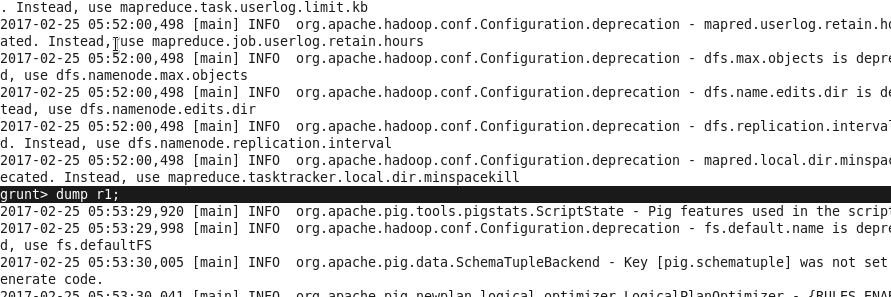 . Instead, use mapreduce.task.userlog.limit.kb
2017-02-25 05:52:00,498 [main] INFO  org.apache.hadoop.conf.Configuration.deprecation - mapred.userlog.retain.ho
ated. Instead, use mapreduce.job.userlog.retain.hours
2017-02-25 05:52:00,498 [main] INFO  org.apache.hadoop.conf.Configuration.deprecation - dfs.max.objects is depre
d, use dfs.namenode.max.objects
2017-02-25 05:52:00,498 [main] INFO  org.apache.hadoop.conf.Configuration.deprecation - dfs.name.edits.dir is de
tead, use dfs.namenode.edits.dir
2017-02-25 05:52:00,498 [main] INFO  org.apache.hadoop.conf.Configuration.deprecation - dfs.replication.interval
d. Instead, use dfs.namenode.replication.interval
2017-02-25 05:52:00,498 [main] INFO  org.apache.hadoop.conf.Configuration.deprecation - mapred.local.dir.minspac
ecated. Instead, use mapreduce.tasktracker.local.dir.minspacekill
grunt> dump r1;
2017-02-25 05:53:29,920 [main] INFO  org.apache.pig.tools.pigstats.ScriptState - Pig features used in the script
2017-02-25 05:53:29,998 [main] INFO  org.apache.hadoop.conf.Configuration.deprecation - fs.default.name is depre
d, use fs.defaultFS
2017-02-25 05:53:30,005 [main] INFO  org.apache.pig.data.SchemaTupleBackend - Key [pig.schematuple] was not set
enerate code.
2017-02-25 05:53:30,041 [main] INFO  org.apache.pig.newplan.logical.optimizer.LogicalPlanOptimizer - {RULES_ENAB